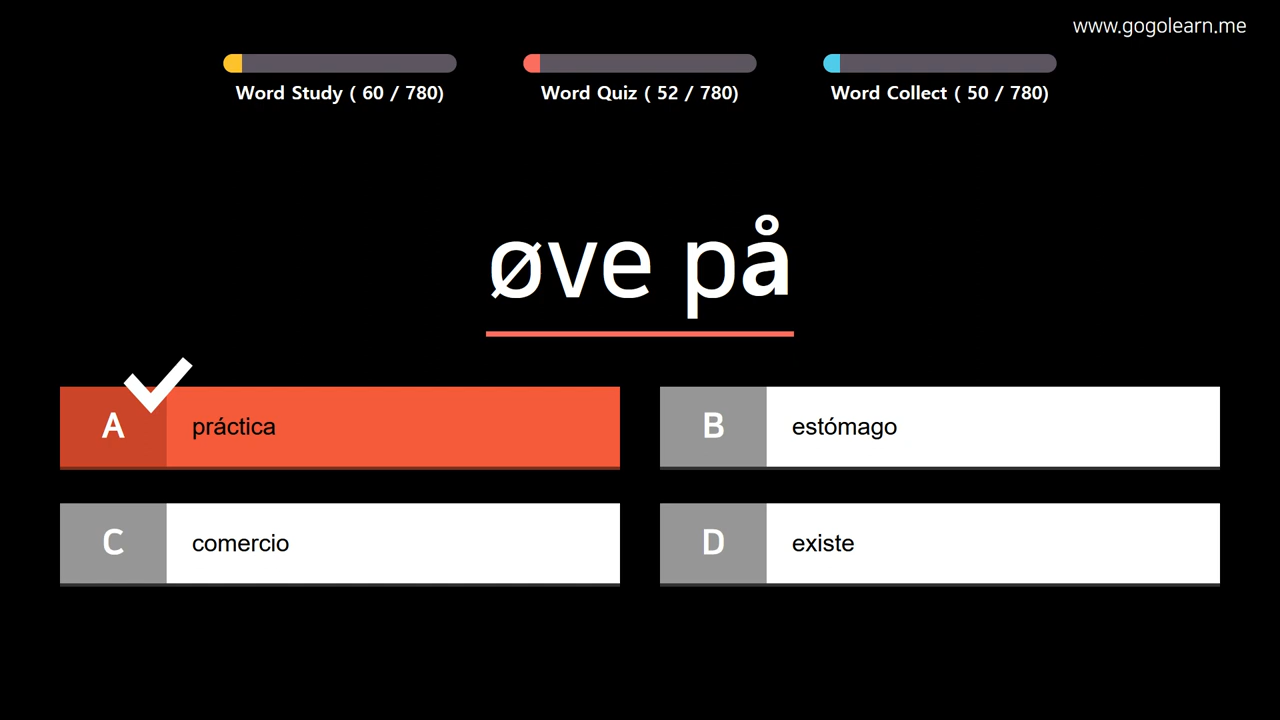 www.gogolearn.me
Word Study ( 60 / 780)
Word Quiz ( 52 / 780)
Word Collect ( 50 / 780)
øve på
A práctica
B estómago
C comercio
D existe